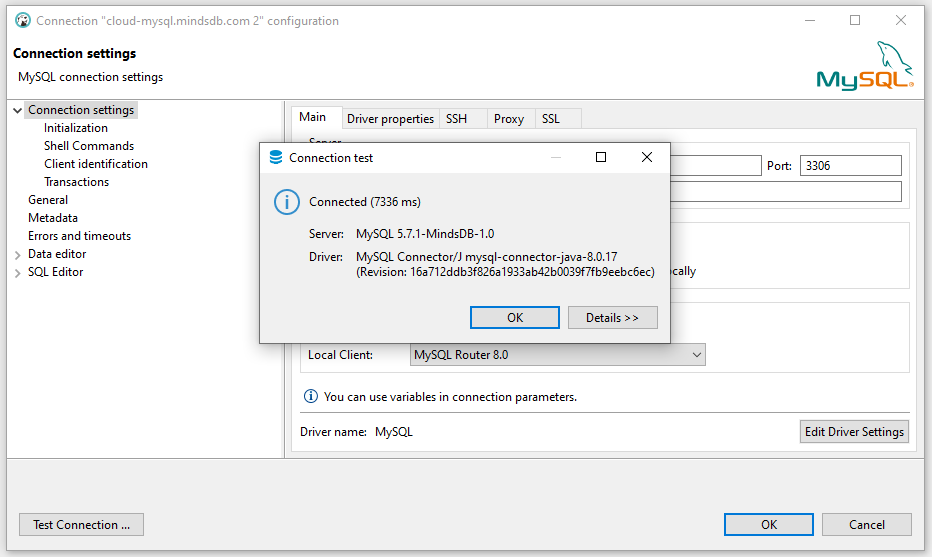 Connection "cloud-mysql.mindsdb.com 2" configuration
Connection settings
MySQL connection settings
MySQL®
Connection settings
Initialization
Shell Commands
Client identification
Transactions
General
Metadata
Errors and timeouts
Data editor
SQL Editor
Main
Driver properties
SSH
Proxy
SSL
Server
Port: 3306
Connection test
Connected (7336 ms)
Server: MySQL 5.7.1-MindsDB-1.0
Driver: MySQL Connector/J mysql-connector-java-8.0.17
(Revision: 16a712ddb3f826a1933ab42b0039f7fb9eebc6ec)
OK
Details >>
Local Client: MySQL Router 8.0
You can use variables in connection parameters.
Driver name: MySQL
Edit Driver Settings
Test Connection ...
OK
Cancel